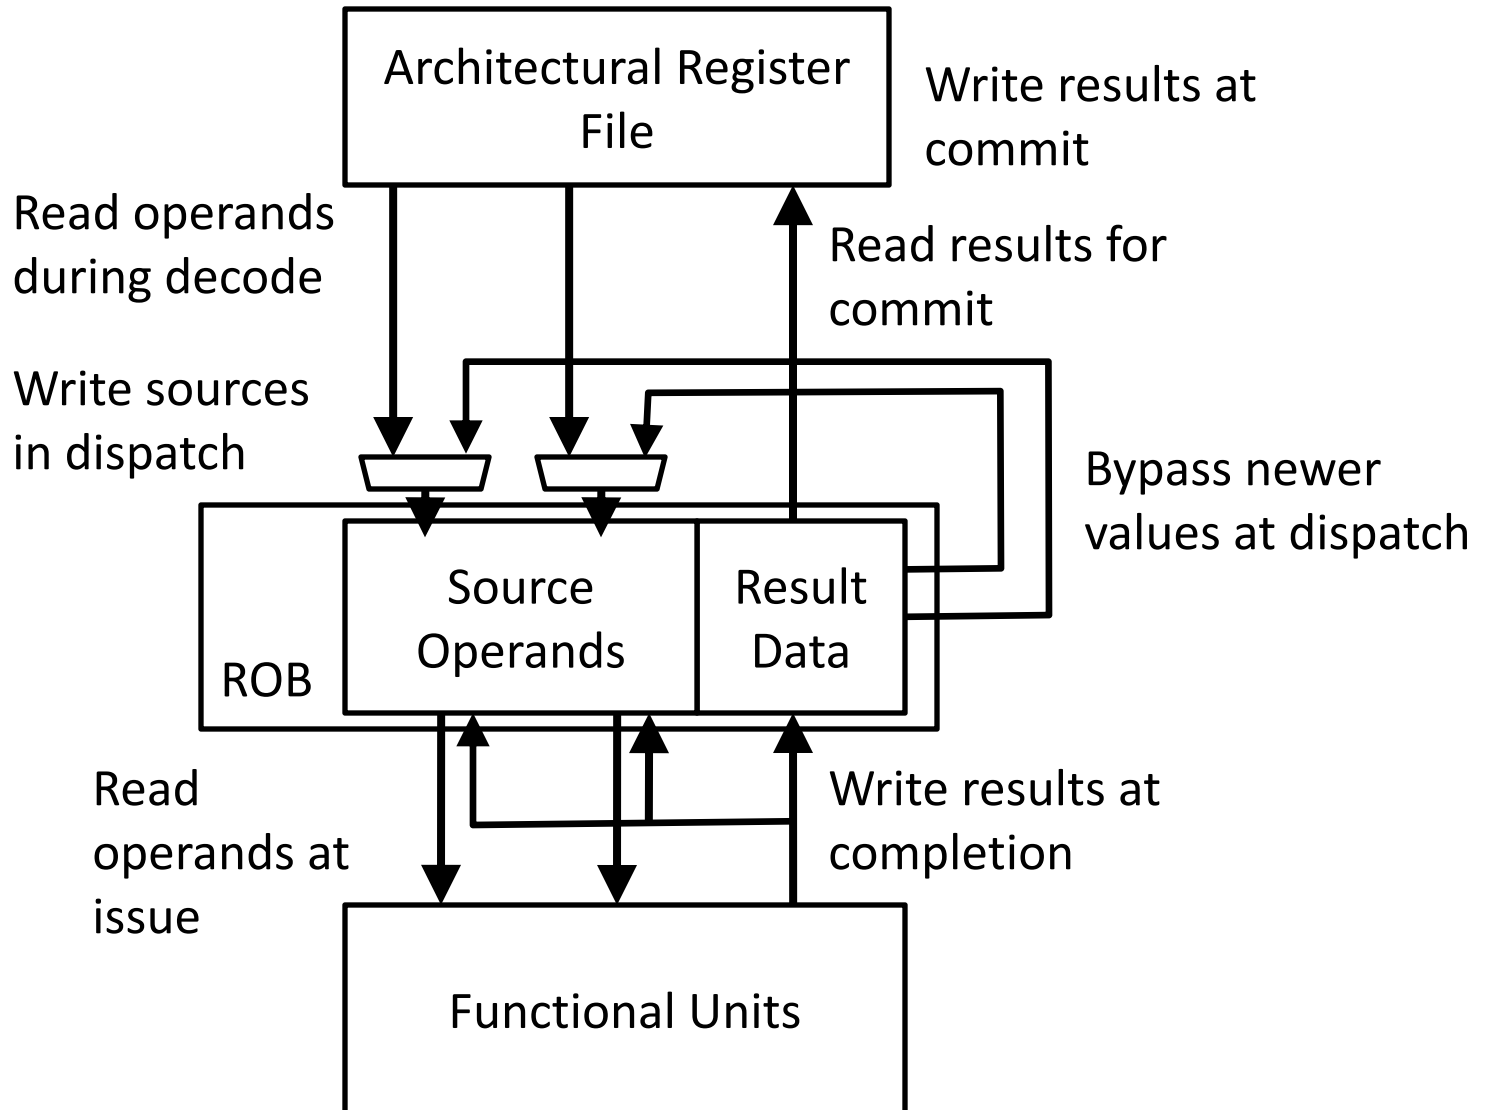 Architectural Register
File
Write results at
commit
Read operands
during decode
Read results for
commit
Write sources
in dispatch
Bypass newer
values at dispatch
Source
Operands
Result
Data
ROB
Read
operands at
issue
Write results at
completion
Functional Units